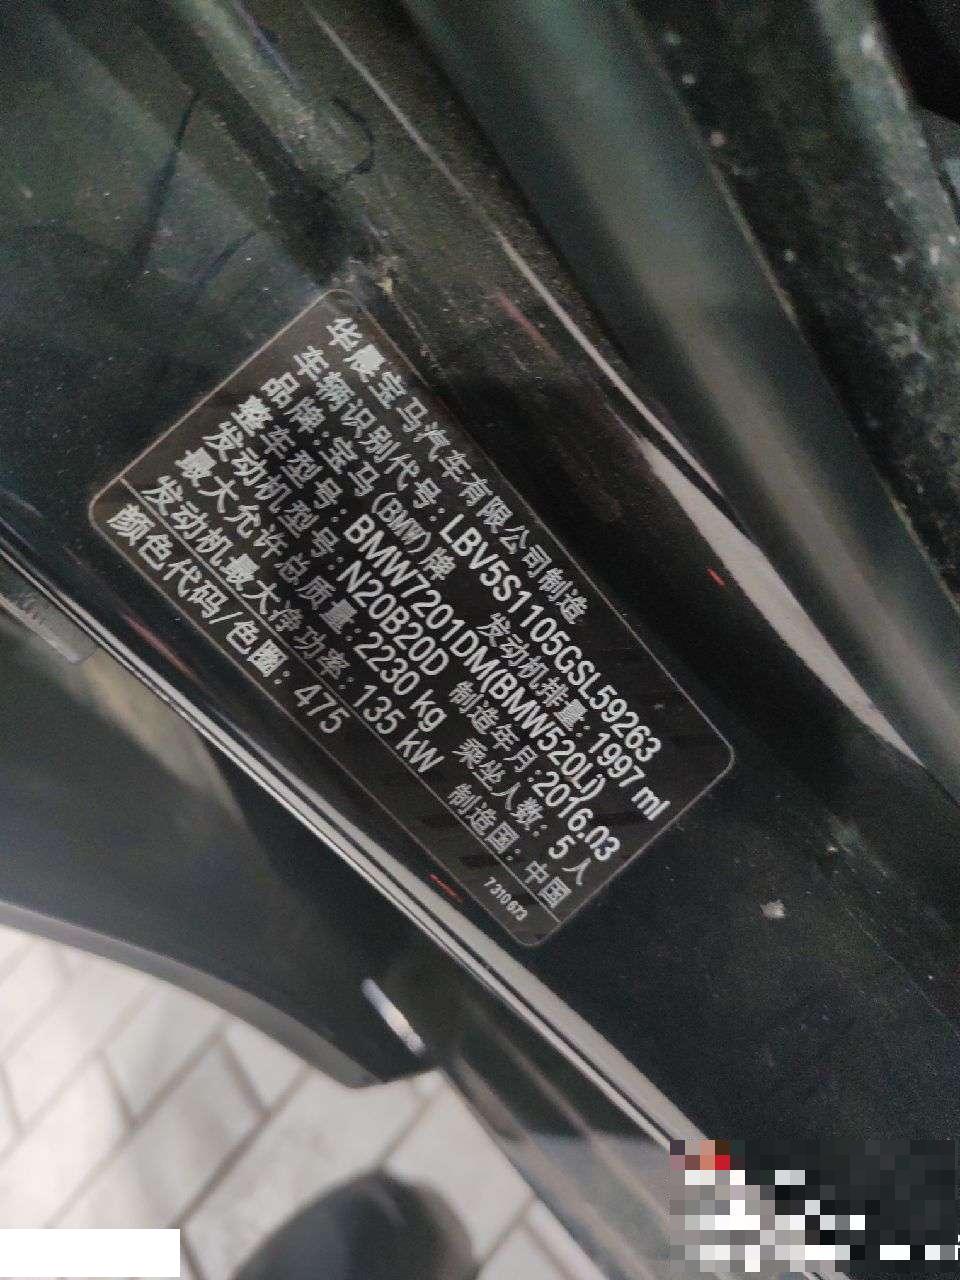 华晨宝马汽车有限公司制造
车辆识别代号:LBV5S1105GSL59263
品牌:宝马(BMW)牌 发动机排量:1997 ml
整车型号:BMW7201DM(BMW520Li)
发动机型号:N20B20D 制造年月:2016.03
最大允许总质量:2230 kg 乘坐人数:5人
发动机最大净功率:135 kW 制造国:中国
颜色代码/色圈:475
7 310 673